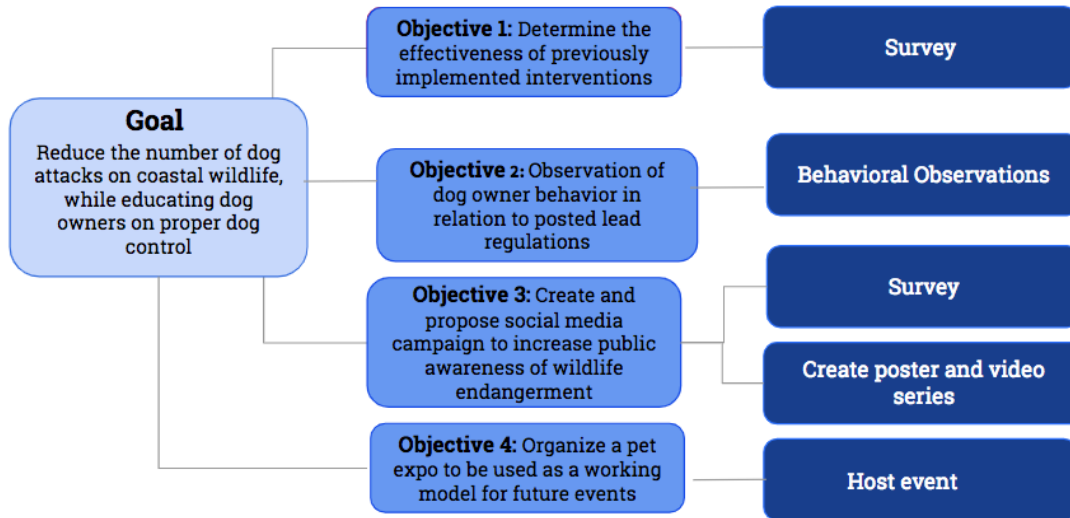 Goal
Reduce the number of dog
attacks on coastal wildlife,
while educating dog
owners on proper dog
control
Objective 1: Determine the
effectiveness of previously
implemented interventions
Survey
Objective 2: Observation of
dog owner behavior in
relation to posted lead
regulations
Behavioral Observations
Objective 3: Create and
propose social media
campaign to increase public
awareness of wildlife
endangerment
Survey
Create poster and video
series
Objective 4: Organize a pet
expo to be used as a working
model for future events
Host event